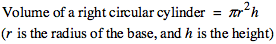 Volume of a right circular cylinder = πr²h
(r is the radius of the base, and h is the height)